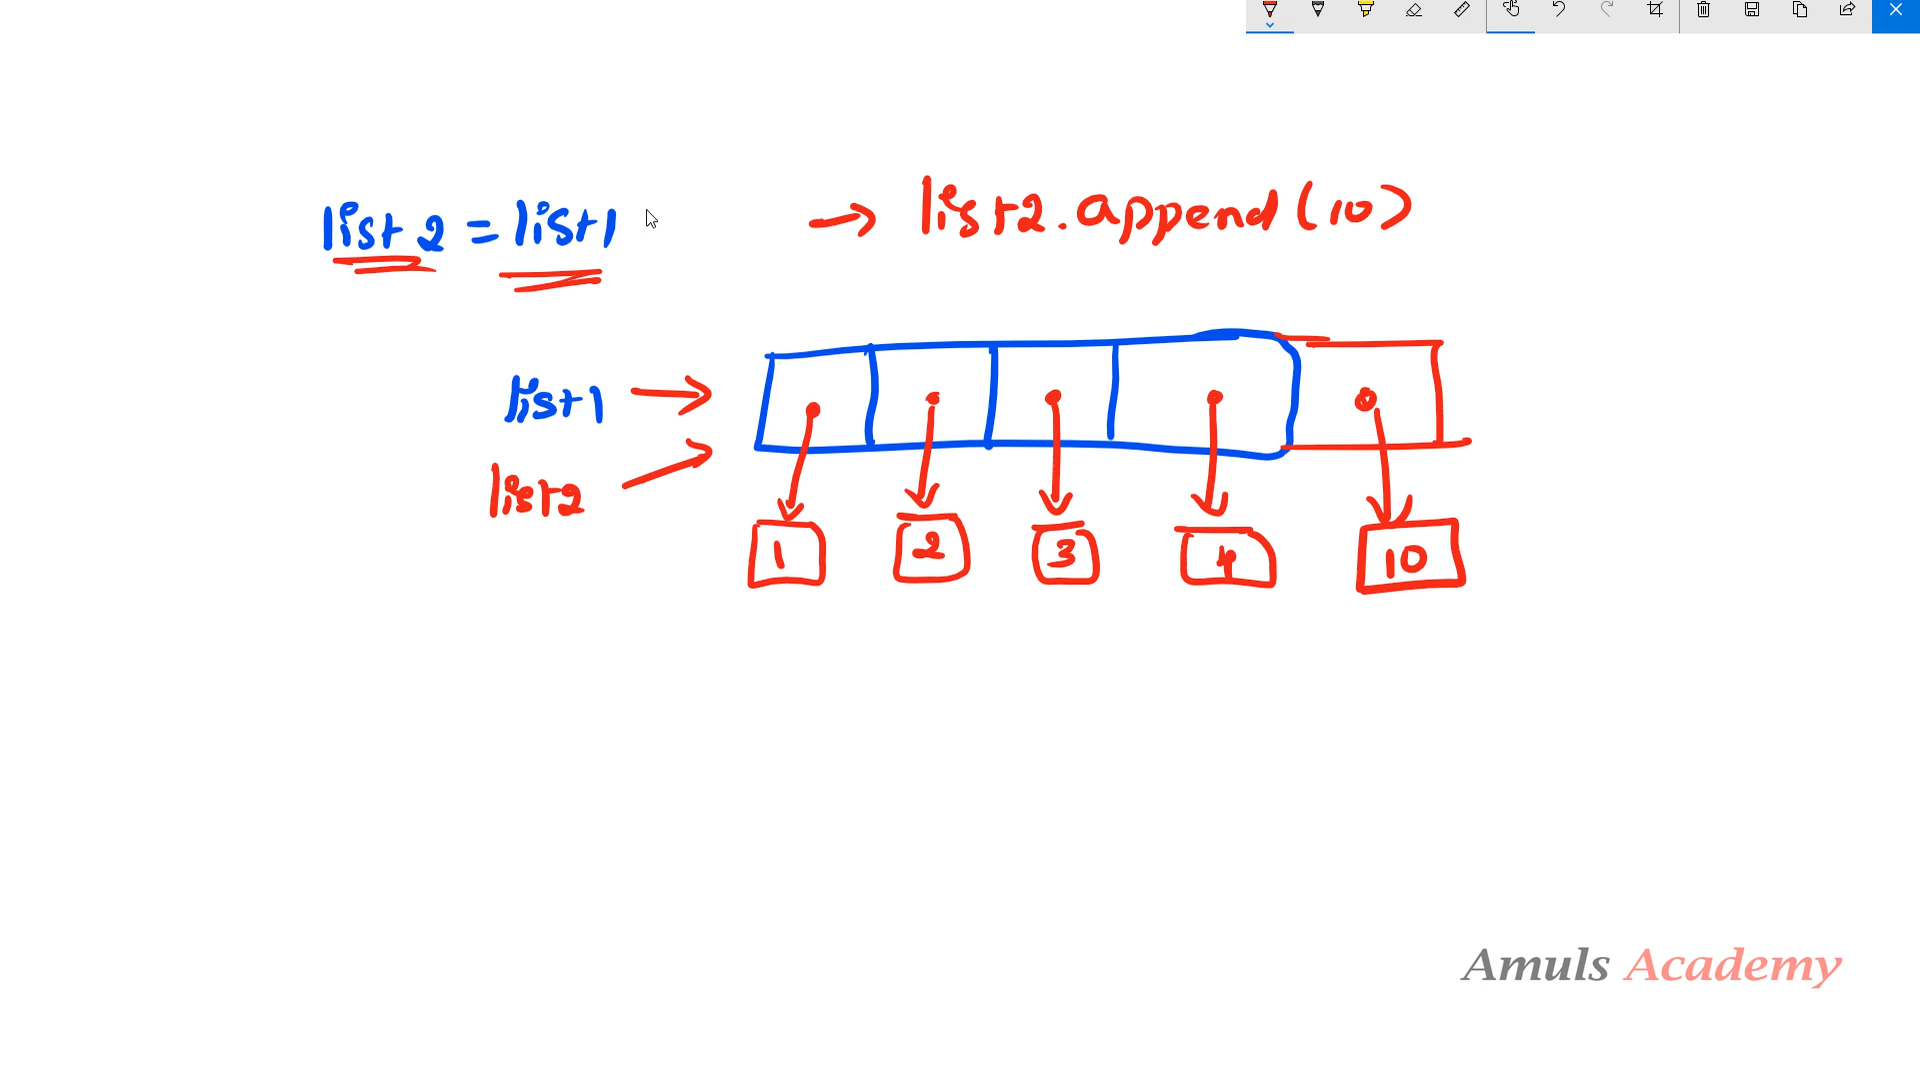 list2 = list1
→ list2.append(10)
list1 →
list2 →
1 2 3 4 10
Amuls Academy